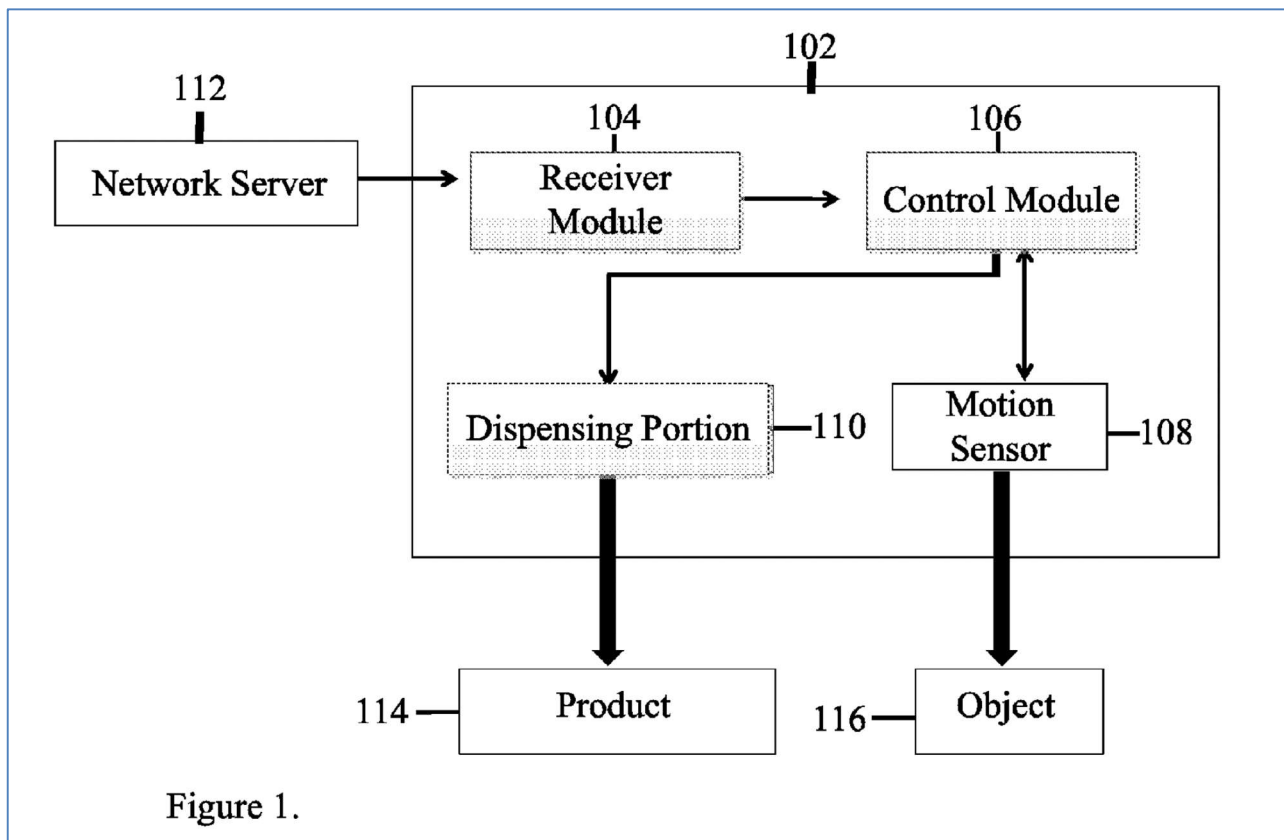 102
112
104
106
Network Server
Receiver
Module
Control Module
Dispensing Portion
110
Motion
Sensor
108
114
Product
116
Object
Figure 1.